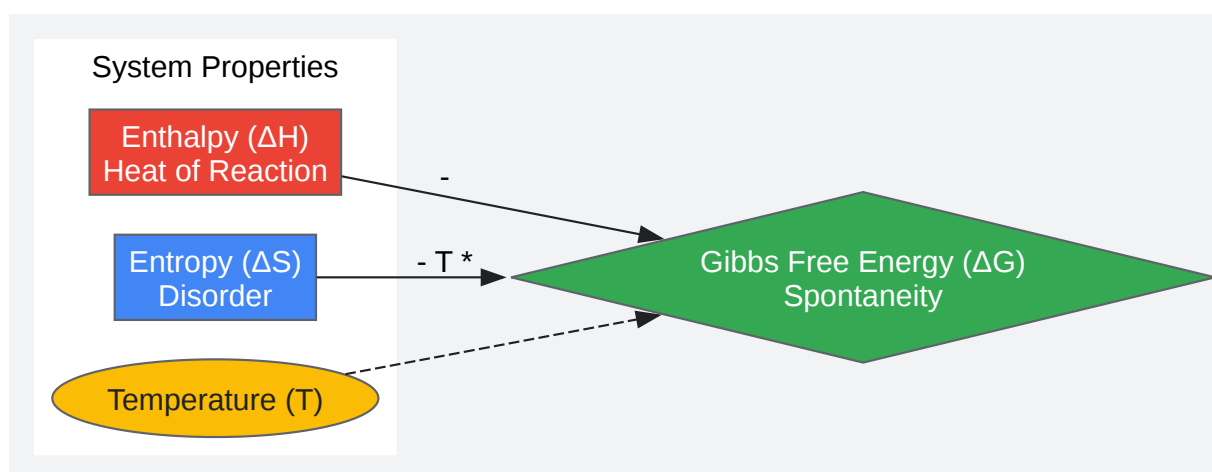 System Properties
Enthalpy (ΔH)
Heat of Reaction
-
Entropy (ΔS)
Disorder
- T *
Gibbs Free Energy (ΔG)
Spontaneity
Temperature (T)